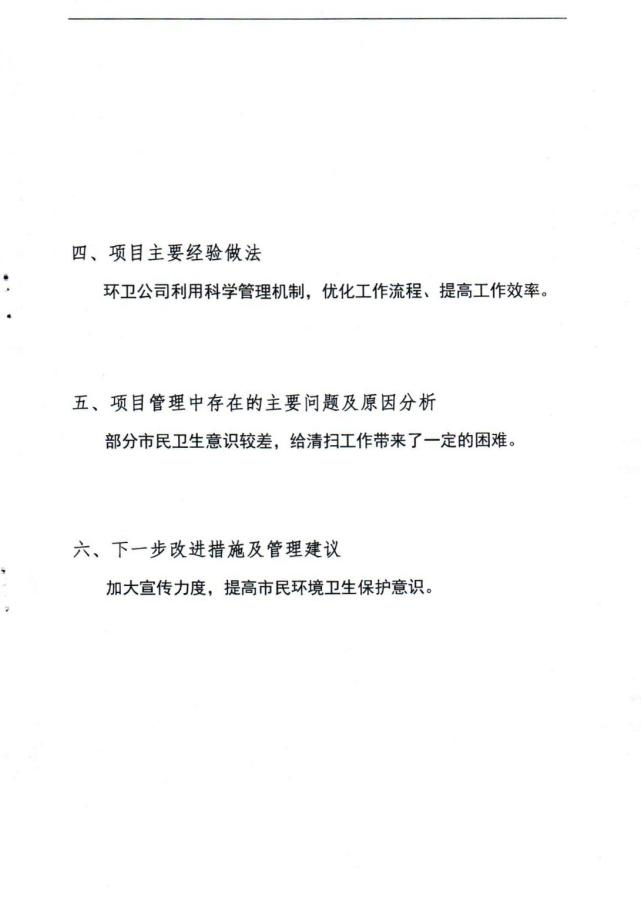 四、项目主要经验做法
环卫公司利用科学管理机制，优化工作流程、提高工作效率。
五、项目管理中存在的主要问题及原因分析
部分市民卫生意识较差，给清扫工作带来了一定的困难。
六、下一步改进措施及管理建议
加大宣传力度，提高市民环境卫生保护意识。